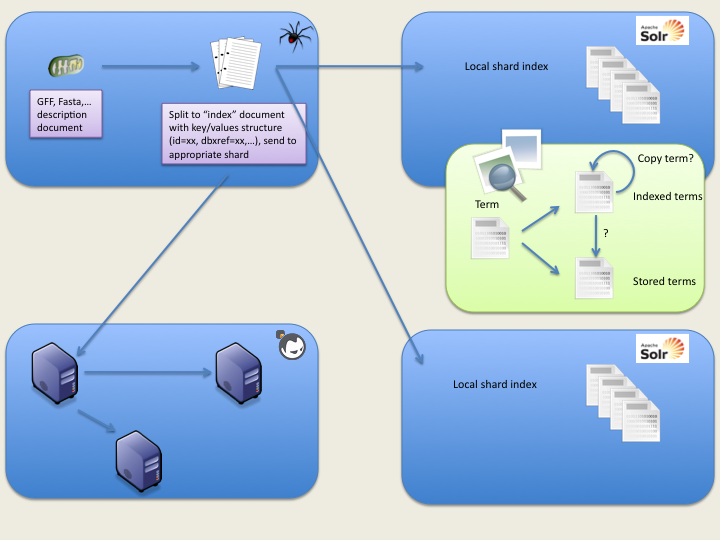 GFF, Fasta,...
description
document
Split to “index” document
with key/values structure
(id=xx, dbxref=xx,...), send to
appropriate shard
Apache
Solr
Local shard index
Term
Copy term?
Indexed terms
?
Stored terms
Apache
Solr
Local shard index